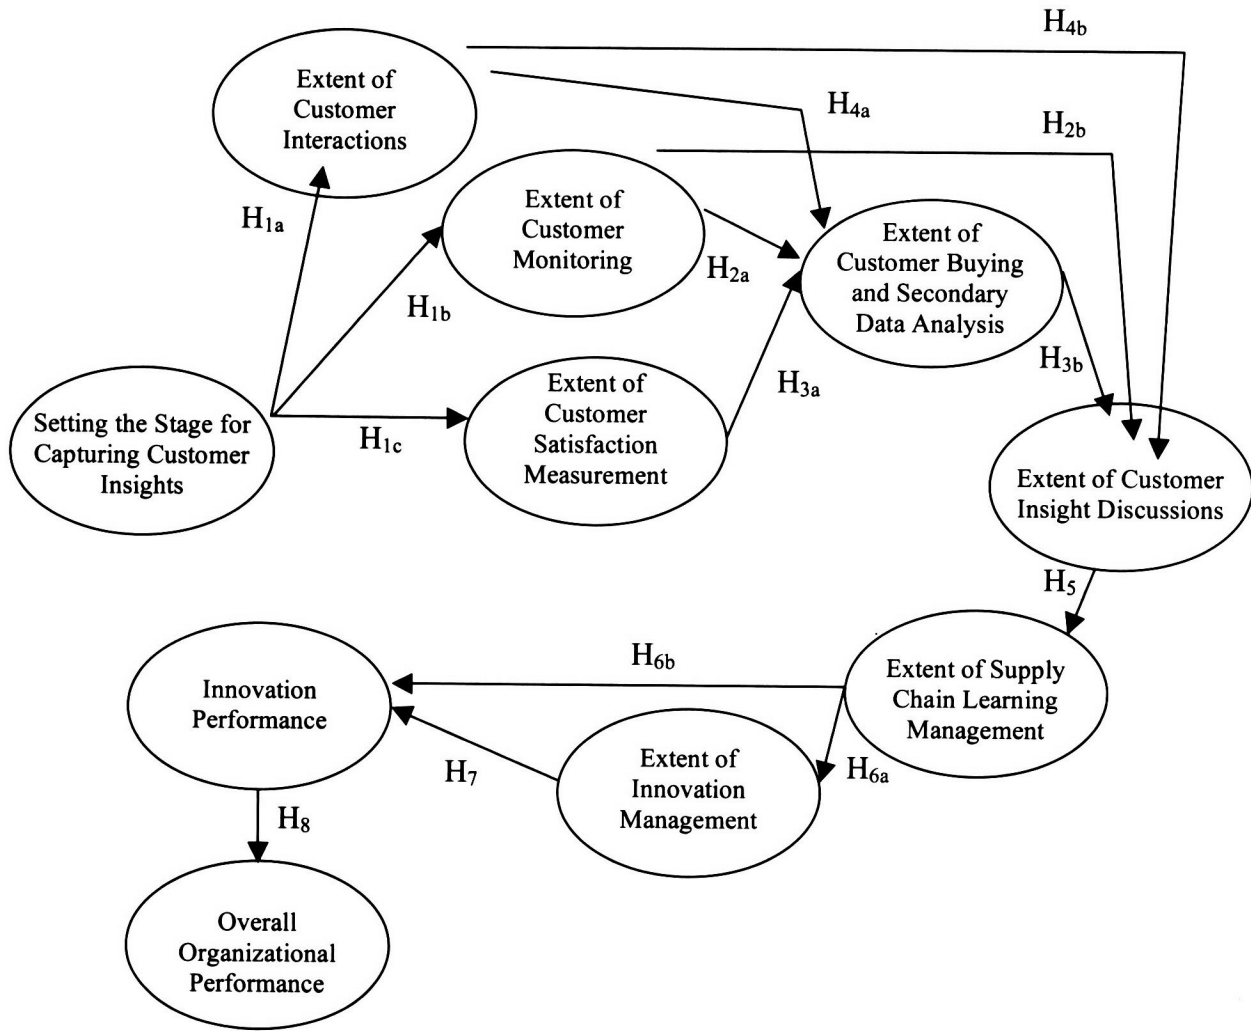 H4b
Extent of
Customer
Interactions
H4a
H2b
H1a
Extent of
Customer
Monitoring
H2a
Extent of
Customer Buying
and Secondary
Data Analysis
H1b
H3b
H3a
Setting the Stage for
Capturing Customer
Insights
H1c
Extent of
Customer
Satisfaction
Measurement
Extent of Customer
Insight Discussions
H5
Extent of Supply
Chain Learning
Management
H6b
Innovation
Performance
H7
Extent of
Innovation
Management
H6a
H8
Overall
Organizational
Performance